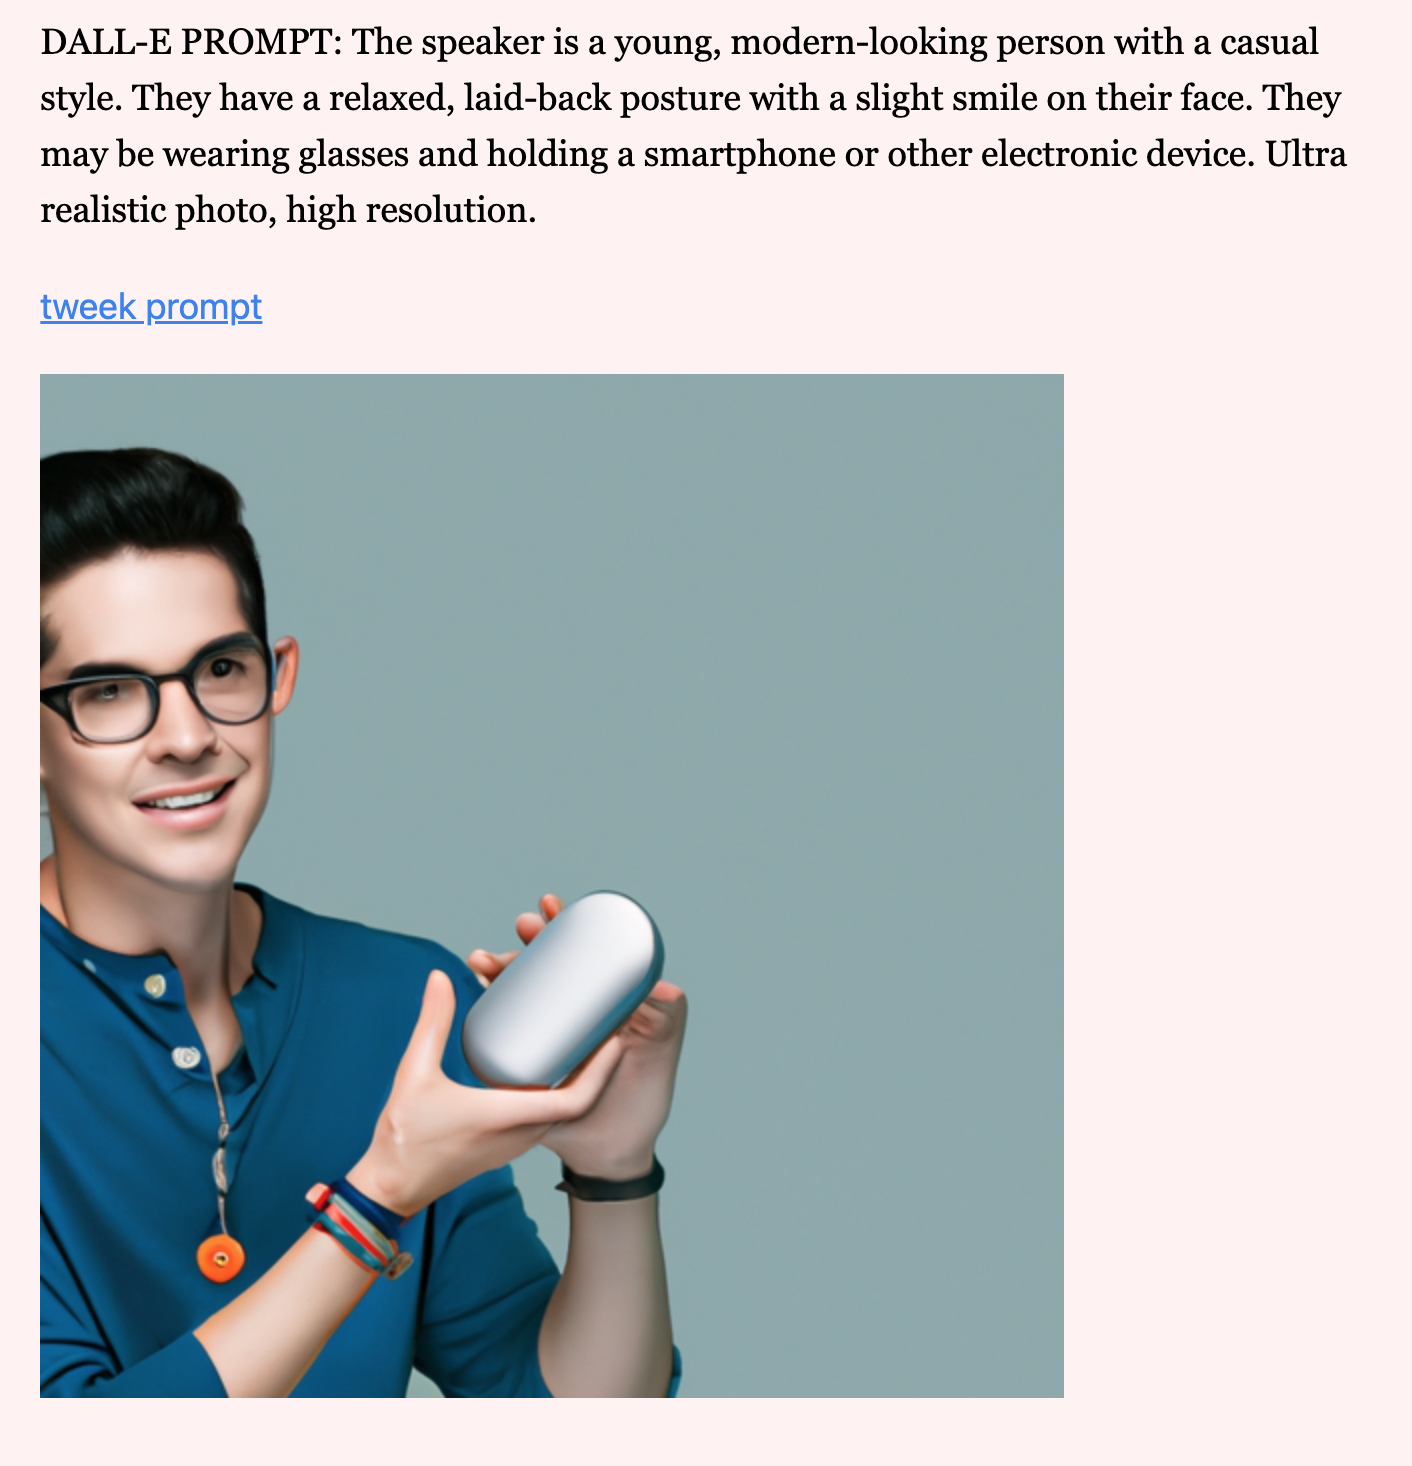 DALL-E PROMPT: The speaker is a young, modern-looking person with a casual
style. They have a relaxed, laid-back posture with a slight smile on their face. They
may be wearing glasses and holding a smartphone or other electronic device. Ultra
realistic photo, high resolution.
tweek prompt